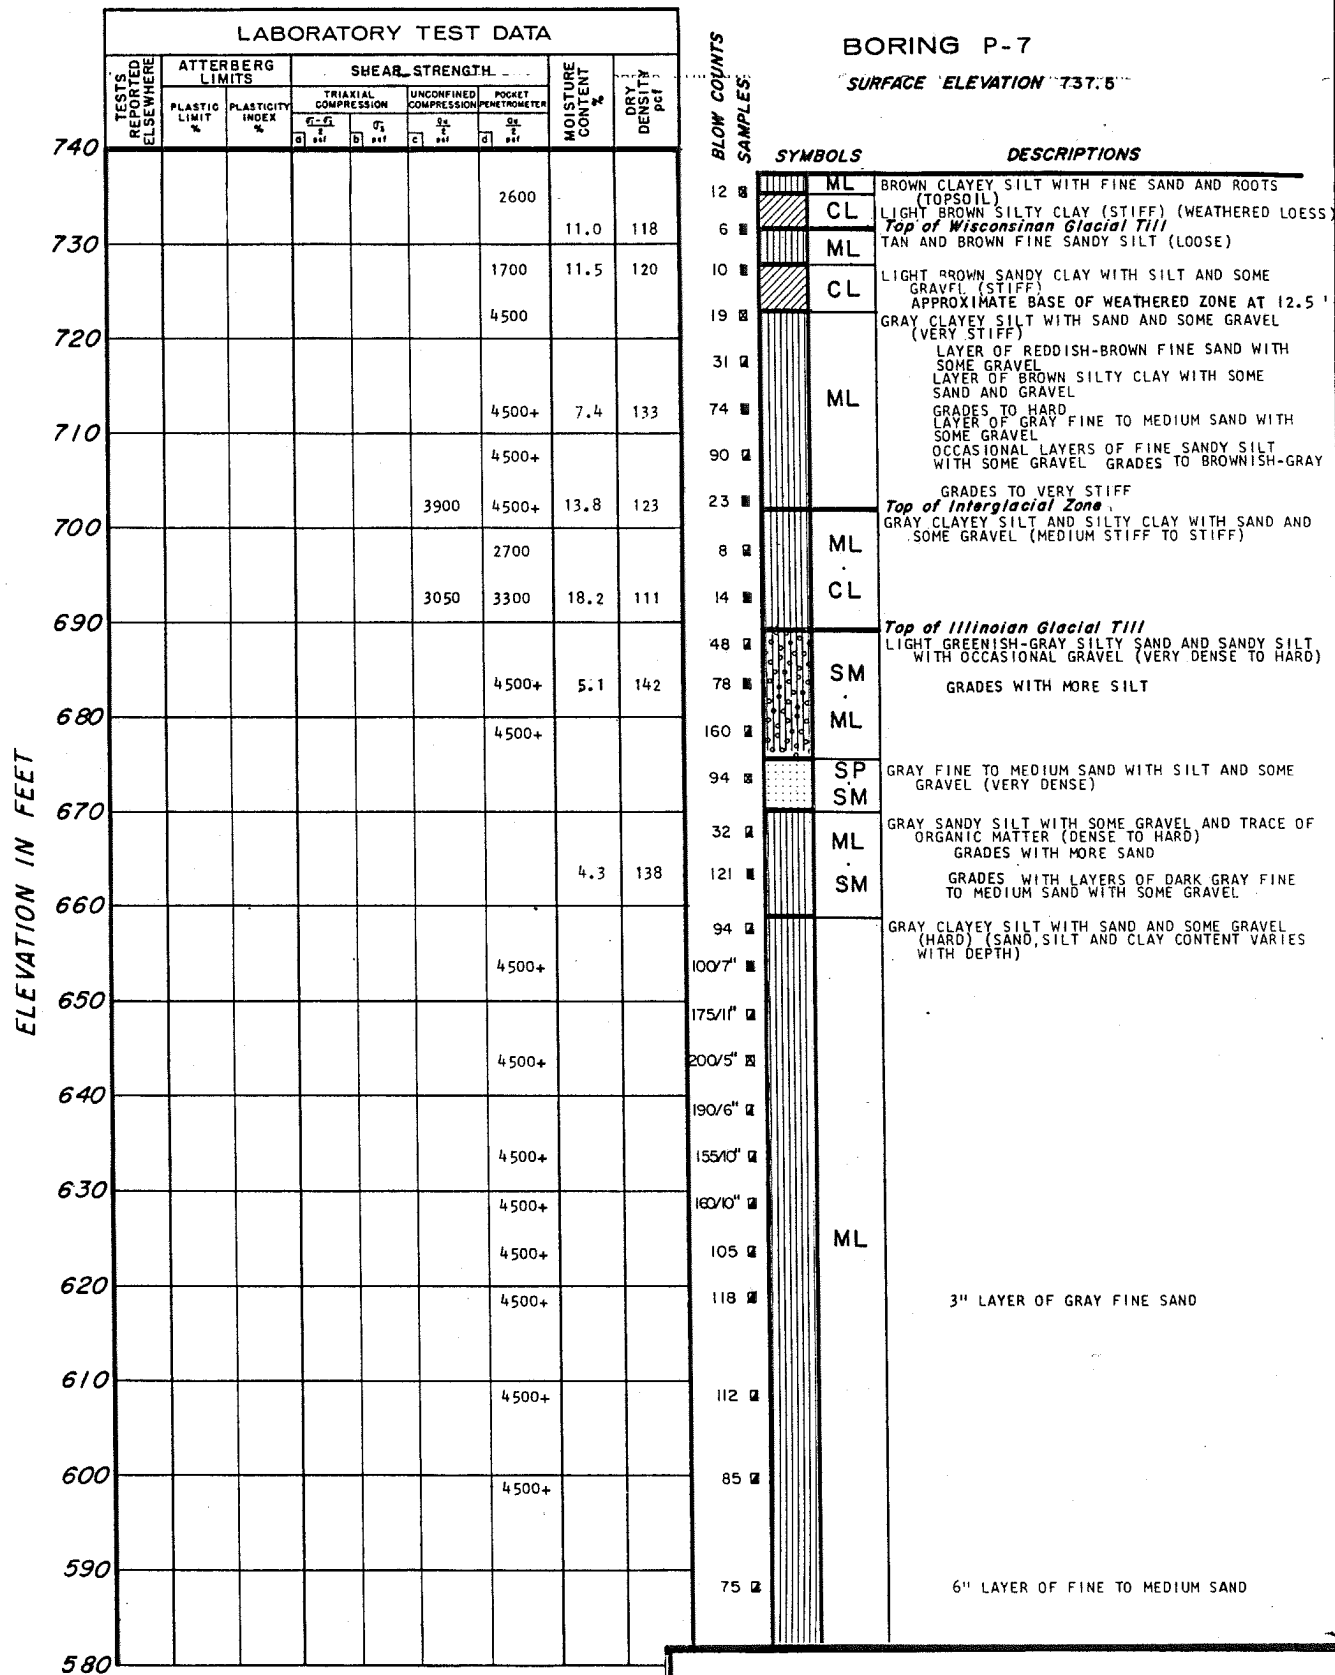 LABORATORY TEST DATA
TESTS REPORTED ELSEWHERE
ATTERBERG LIMITS
SHEAR STRENGTH
MOISTURE CONTENT %
DRY DENSITY pcf
PLASTIC LIMIT %
PLASTICITY INDEX %
TRIAXIAL COMPRESSION
UNCONFINED COMPRESSION
POCKET PENETROMETER
a
b
c
d
BLOW COUNTS
SAMPLES
BORING P-7
SURFACE ELEVATION 737.5
SYMBOLS
DESCRIPTIONS
ELEVATION IN FEET
740
12 ML BROWN CLAYEY SILT WITH FINE SAND AND ROOTS
(TOPSOIL)
2600
CL LIGHT BROWN SILTY CLAY (STIFF) (WEATHERED LOESS)
11.0 118 6 Top of Wisconsinan Glacial Till
730 ML TAN AND BROWN FINE SANDY SILT (LOOSE)
1700 11.5 120 10 CL LIGHT BROWN SANDY CLAY WITH SILT AND SOME
GRAVEL (STIFF)
APPROXIMATE BASE OF WEATHERED ZONE AT 12.5'
4500 19 GRAY CLAYEY SILT WITH SAND AND SOME GRAVEL
(VERY STIFF)
720
LAYER OF REDDISH-BROWN FINE SAND WITH
31 SOME GRAVEL
LAYER OF BROWN SILTY CLAY WITH SOME
SAND AND GRAVEL
ML
4500+ 7.4 133 74 GRADES TO HARD
LAYER OF GRAY FINE TO MEDIUM SAND WITH
710 SOME GRAVEL
OCCASIONAL LAYERS OF FINE SANDY SILT
4500+ 90 WITH SOME GRAVEL GRADES TO BROWNISH-GRAY
GRADES TO VERY STIFF
3900 4500+ 13.8 123 23 Top of Interglacial Zone
700 GRAY CLAYEY SILT AND SILTY CLAY WITH SAND AND
SOME GRAVEL (MEDIUM STIFF TO STIFF)
2700 8 ML
CL
3050 3300 18.2 111 14
690 Top of Illinoian Glacial Till
48 LIGHT GREENISH-GRAY SILTY SAND AND SANDY SILT
WITH OCCASIONAL GRAVEL (VERY DENSE TO HARD)
SM
4500+ 5.1 142 78 GRADES WITH MORE SILT
680 ML
4500+ 160
94 SP GRAY FINE TO MEDIUM SAND WITH SILT AND SOME
SM GRAVEL (VERY DENSE)
670
32 ML GRAY SANDY SILT WITH SOME GRAVEL AND TRACE OF
ORGANIC MATTER (DENSE TO HARD)
GRADES WITH MORE SAND
4.3 138 121 SM GRADES WITH LAYERS OF DARK GRAY FINE
TO MEDIUM SAND WITH SOME GRAVEL
660
94 GRAY CLAYEY SILT WITH SAND AND SOME GRAVEL
(HARD) (SAND, SILT AND CLAY CONTENT VARIES
WITH DEPTH)
4500+ 100/7"
650
175/11"
4500+ 200/5"
640
190/6"
4500+ 155/10"
630
4500+ 160/10"
ML
4500+ 105
620
4500+ 118 3" LAYER OF GRAY FINE SAND
610
4500+ 112
600
4500+ 85
590
75 6" LAYER OF FINE TO MEDIUM SAND
580